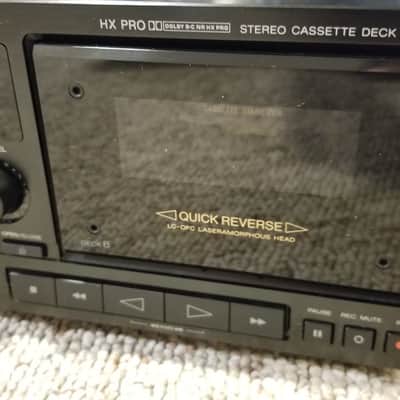 HX PRO DOLBY B·C NR HX PRO STEREO CASSETTE DECK
QUICK REVERSE
LC-OFC LASERAMORPHOUS HEAD
deck B
OPEN/CLOSE
PAUSE REC MUTE